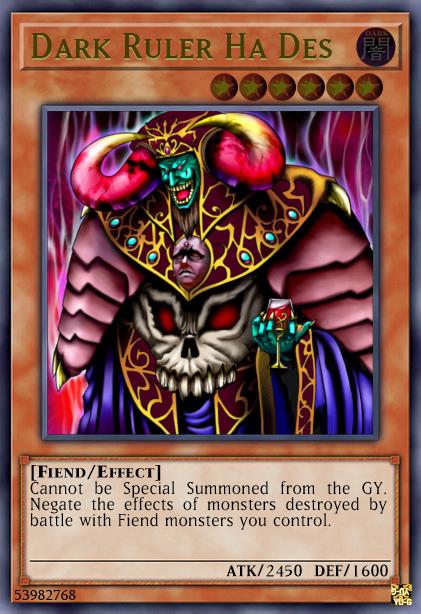 Dark Ruler Ha Des
DARK
闇
[Fiend/Effect]
Cannot be Special Summoned from the GY.
Negate the effects of monsters destroyed by
battle with Fiend monsters you control.
ATK/2450 DEF/1600
53982768